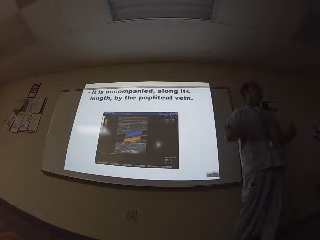 • It is accompanied, along its
length, by the popliteal vein.